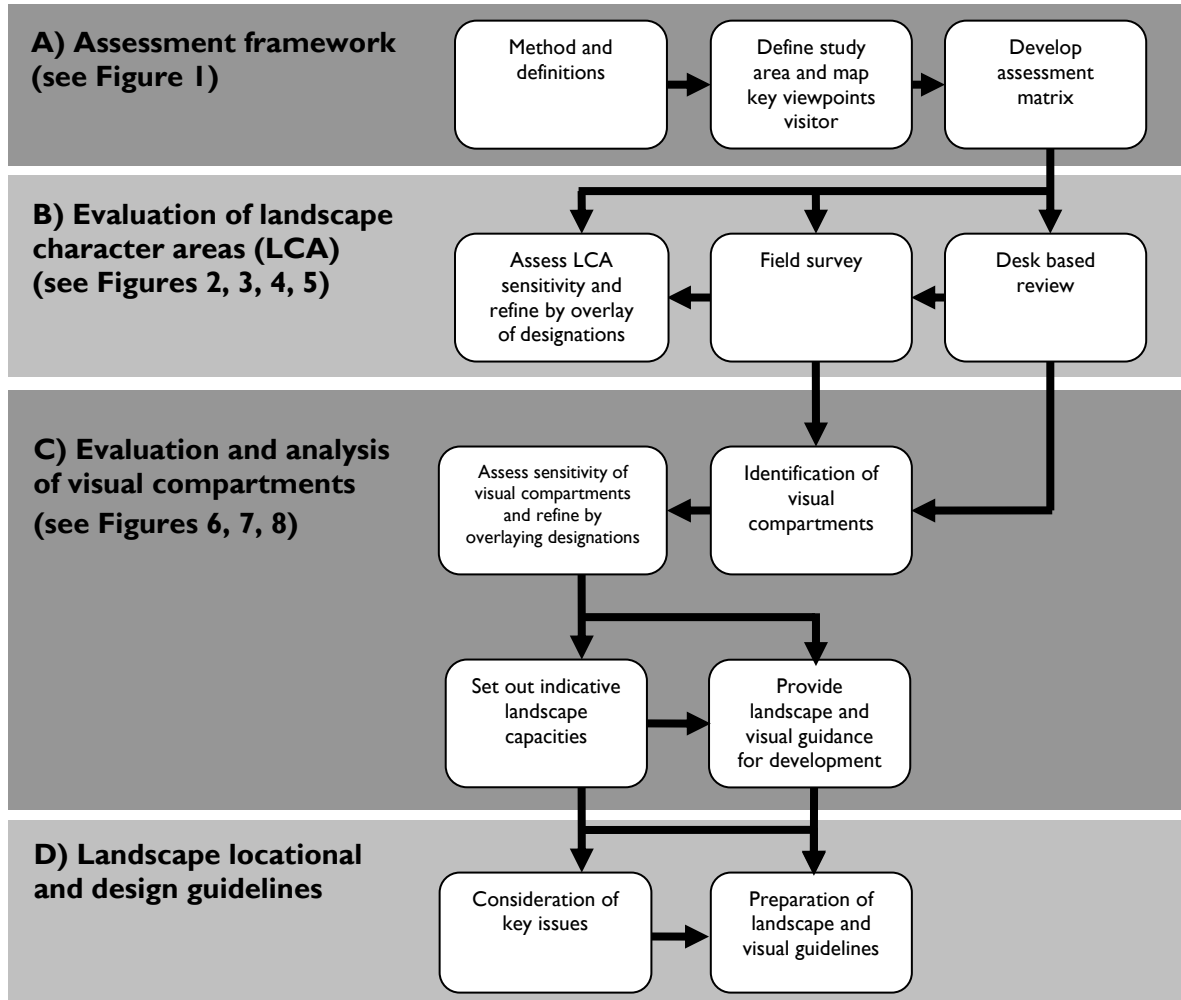 A) Assessment framework
(see Figure 1)
Method and
definitions
Define study
area and map
key viewpoints
visitor
Develop
assessment
matrix
B) Evaluation of landscape
character areas (LCA)
(see Figures 2, 3, 4, 5)
Assess LCA
sensitivity and
refine by overlay
of designations
Field survey
Desk based
review
C) Evaluation and analysis
of visual compartments
(see Figures 6, 7, 8)
Assess sensitivity of
visual compartments
and refine by
overlaying designations
Identification of
visual
compartments
Set out indicative
landscape
capacities
Provide
landscape and
visual guidance
for development
D) Landscape locational
and design guidelines
Consideration of
key issues
Preparation of
landscape and
visual guidelines